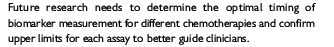 Future research needs to determine the optimal timing of
biomarker measurement for different chemotherapies and confirm
upper limits for each assay to better guide clinicians.